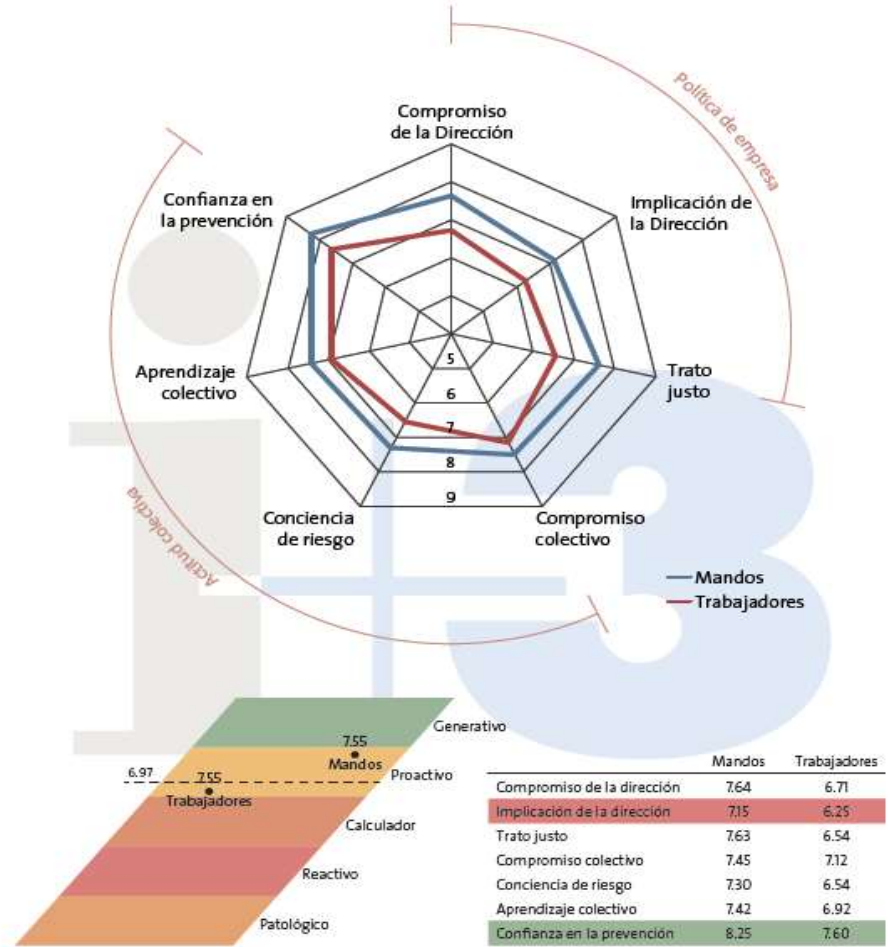 Política de empresa
Compromiso
de la Dirección
Confianza en
la prevención
Implicación de
la Dirección
Aprendizaje
colectivo
Trato
justo
5
6
7
8
9
Conciencia
de riesgo
Compromiso
colectivo
Actitud colectiva
i+3
Mandos
Trabajadores
Generativo
7.55
Mandos
6.97
7.55
Proactivo
Trabajadores
Calculador
Reactivo
Patológico
Mandos Trabajadores
Compromiso de la dirección 7.64 6.71
Implicación de la dirección 7.15 6.25
Trato justo 7.63 6.54
Compromiso colectivo 7.45 7.12
Conciencia de riesgo 7.30 6.54
Aprendizaje colectivo 7.42 6.92
Confianza en la prevención 8.25 7.60